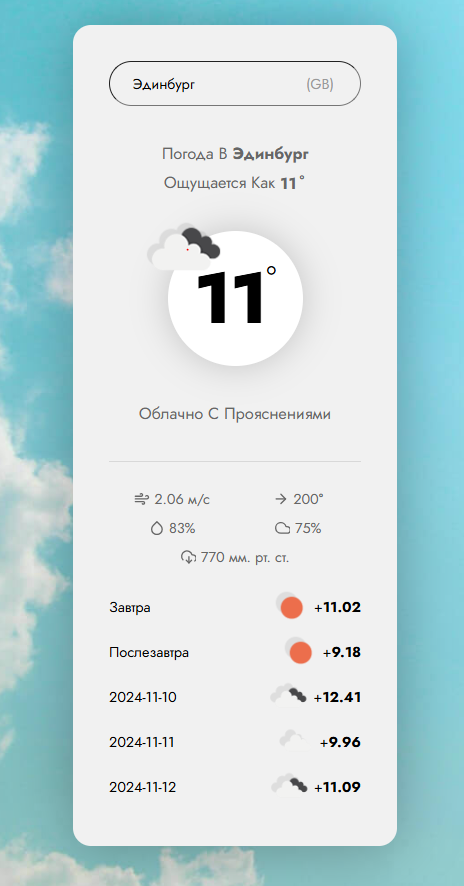 Эдинбург (GB)
Погода В Эдинбург
Ощущается Как 11°
11°
Облачно С Прояснениями
2.06 м/с 200°
83% 75%
770 мм. рт. ст.
Завтра +11.02
Послезавтра +9.18
2024-11-10 +12.41
2024-11-11 +9.96
2024-11-12 +11.09